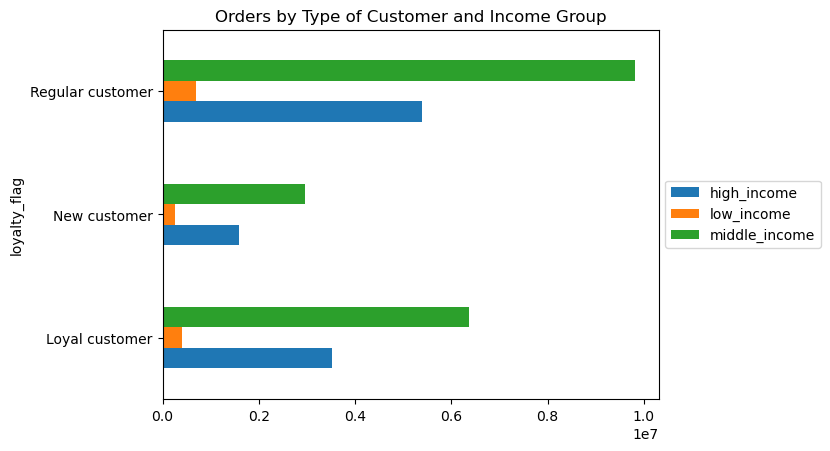 Orders by Type of Customer and Income Group
loyalty_flag
Regular customer
New customer
Loyal customer
0.0 0.2 0.4 0.6 0.8 1.0
1e7
high_income
low_income
middle_income